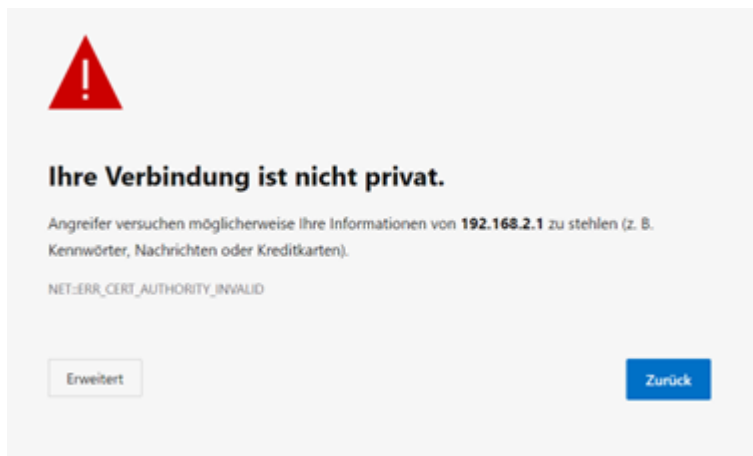 Ihre Verbindung ist nicht privat.
Angreifer versuchen möglicherweise Ihre Informationen von 192.168.2.1 zu stehlen (z. B.
Kennwörter, Nachrichten oder Kreditkarten).
NET::ERR_CERT_AUTHORITY_INVALID
Erweitert
Zurück